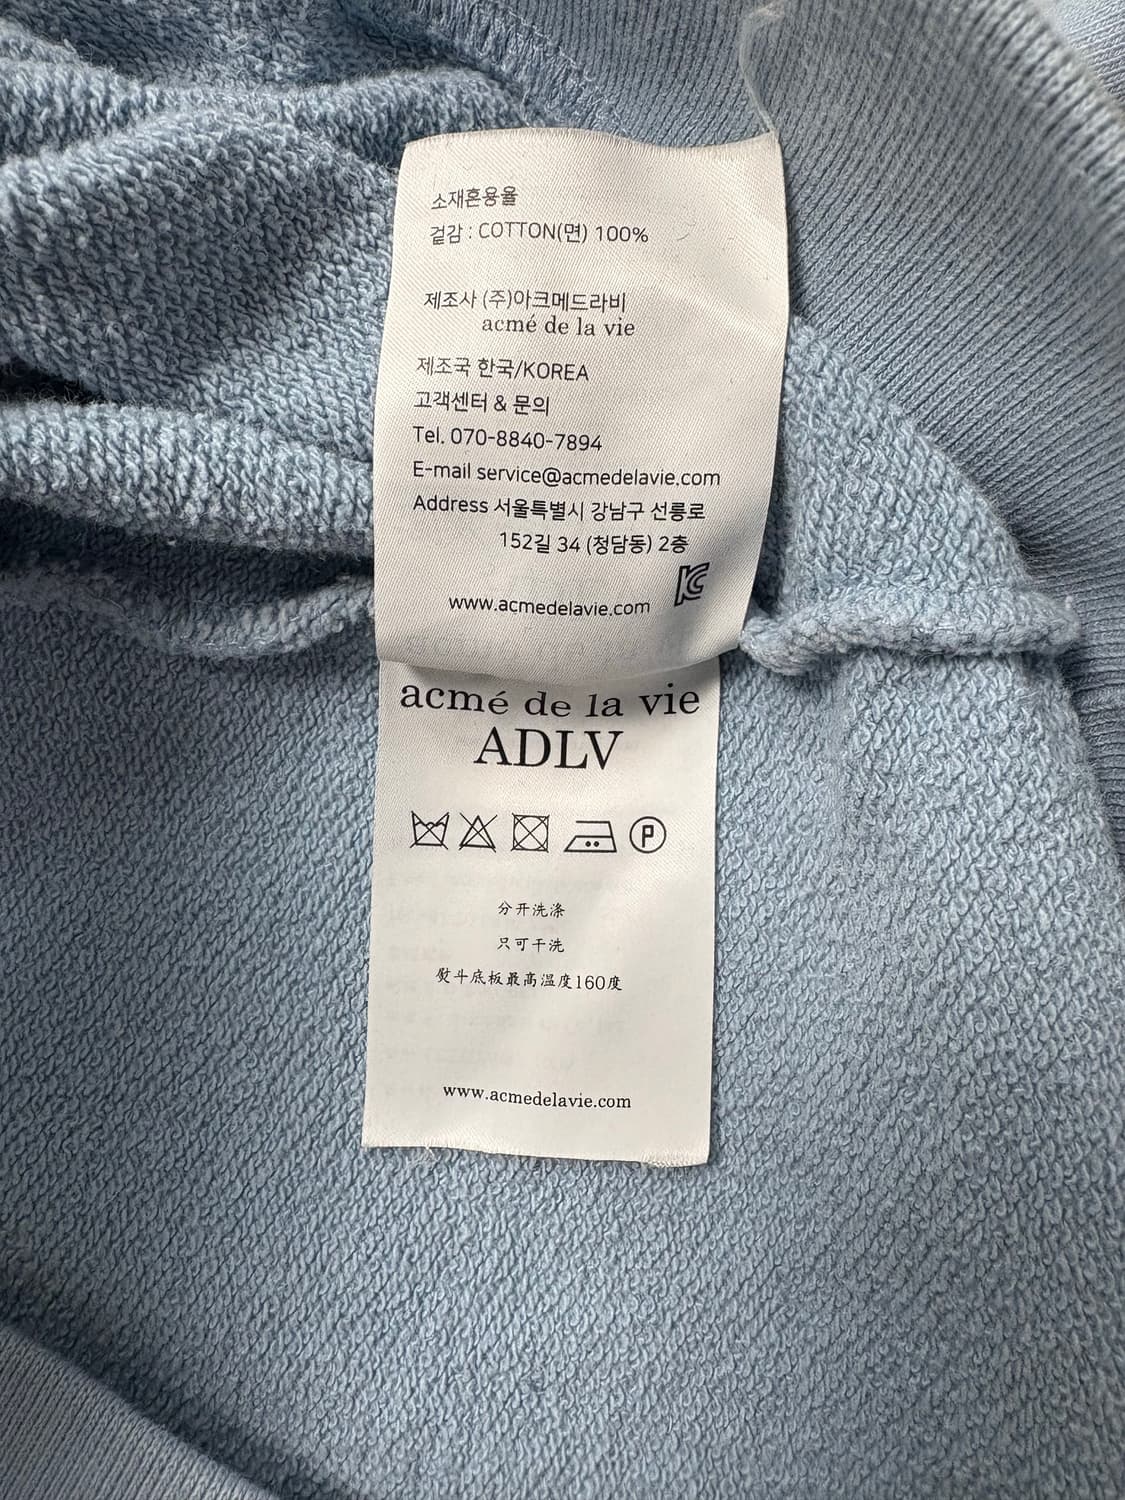 소재혼용율
겉감 : COTTON(면) 100%
제조사 (주)아크메드라비
acmé de la vie
제조국 한국/KOREA
고객센터 & 문의
Tel. 070-8840-7894
E-mail service@acmedelavie.com
Address 서울특별시 강남구 선릉로
152길 34 (청담동) 2층
www.acmedelavie.com
acmé de la vie
ADLV
P
分开洗涤
只可干洗
熨斗底板最高温度160度
www.acmedelavie.com